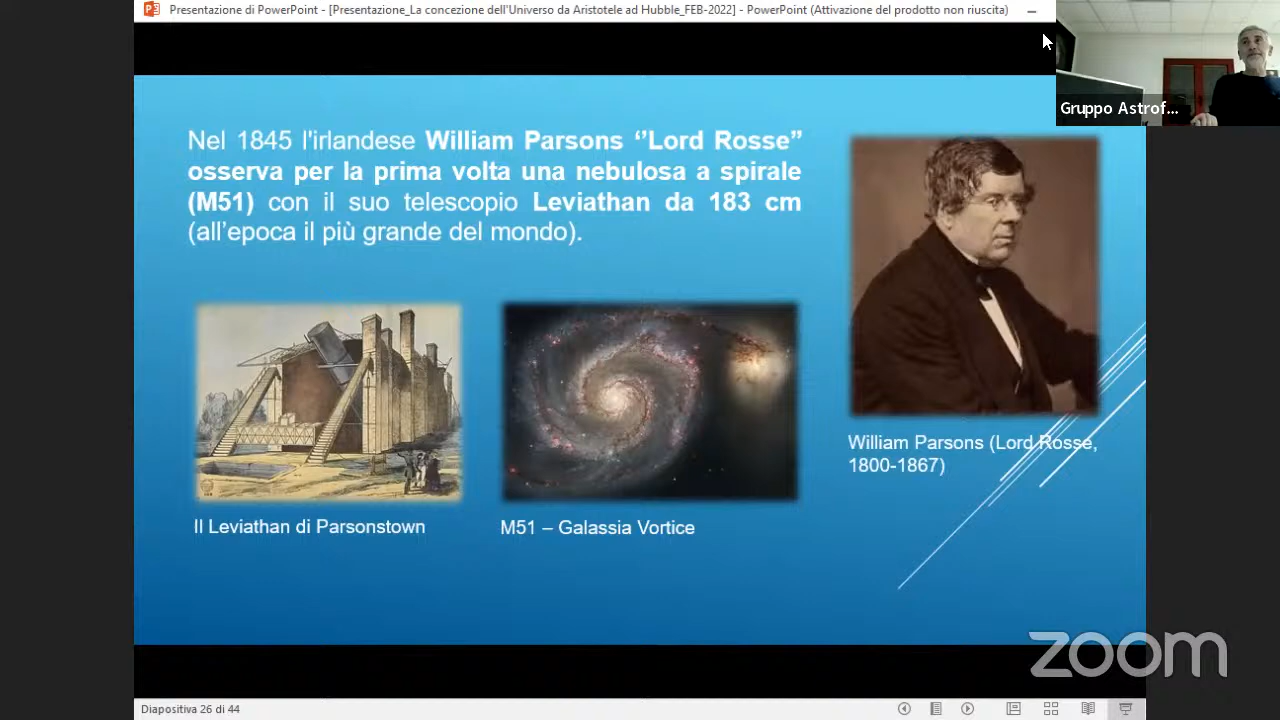 Presentazione di PowerPoint - [Presentazione_La concezione dell'Universo da Aristotele ad Hubble_FEB-2022] - PowerPoint (Attivazione del prodotto non riuscita)
Gruppo Astrof...
Nel 1845 l'irlandese William Parsons ‘’Lord Rosse”
osserva per la prima volta una nebulosa a spirale
(M51) con il suo telescopio Leviathan da 183 cm
(all’epoca il più grande del mondo).
William Parsons (Lord Rosse,
1800-1867)
Il Leviathan di Parsonstown
M51 – Galassia Vortice
zoom
Diapositiva 26 di 44